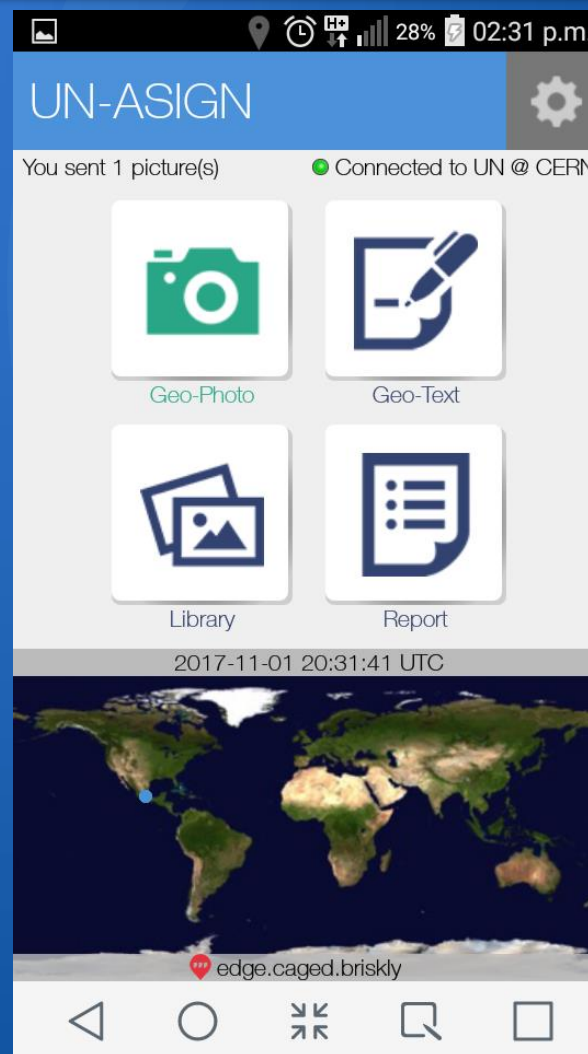 H+ 28% 02:31 p.m
UN-ASIGN
You sent 1 picture(s) Connected to UN @ CERN
Geo-Photo Geo-Text
Library Report
2017-11-01 20:31:41 UTC
edge.caged.briskly